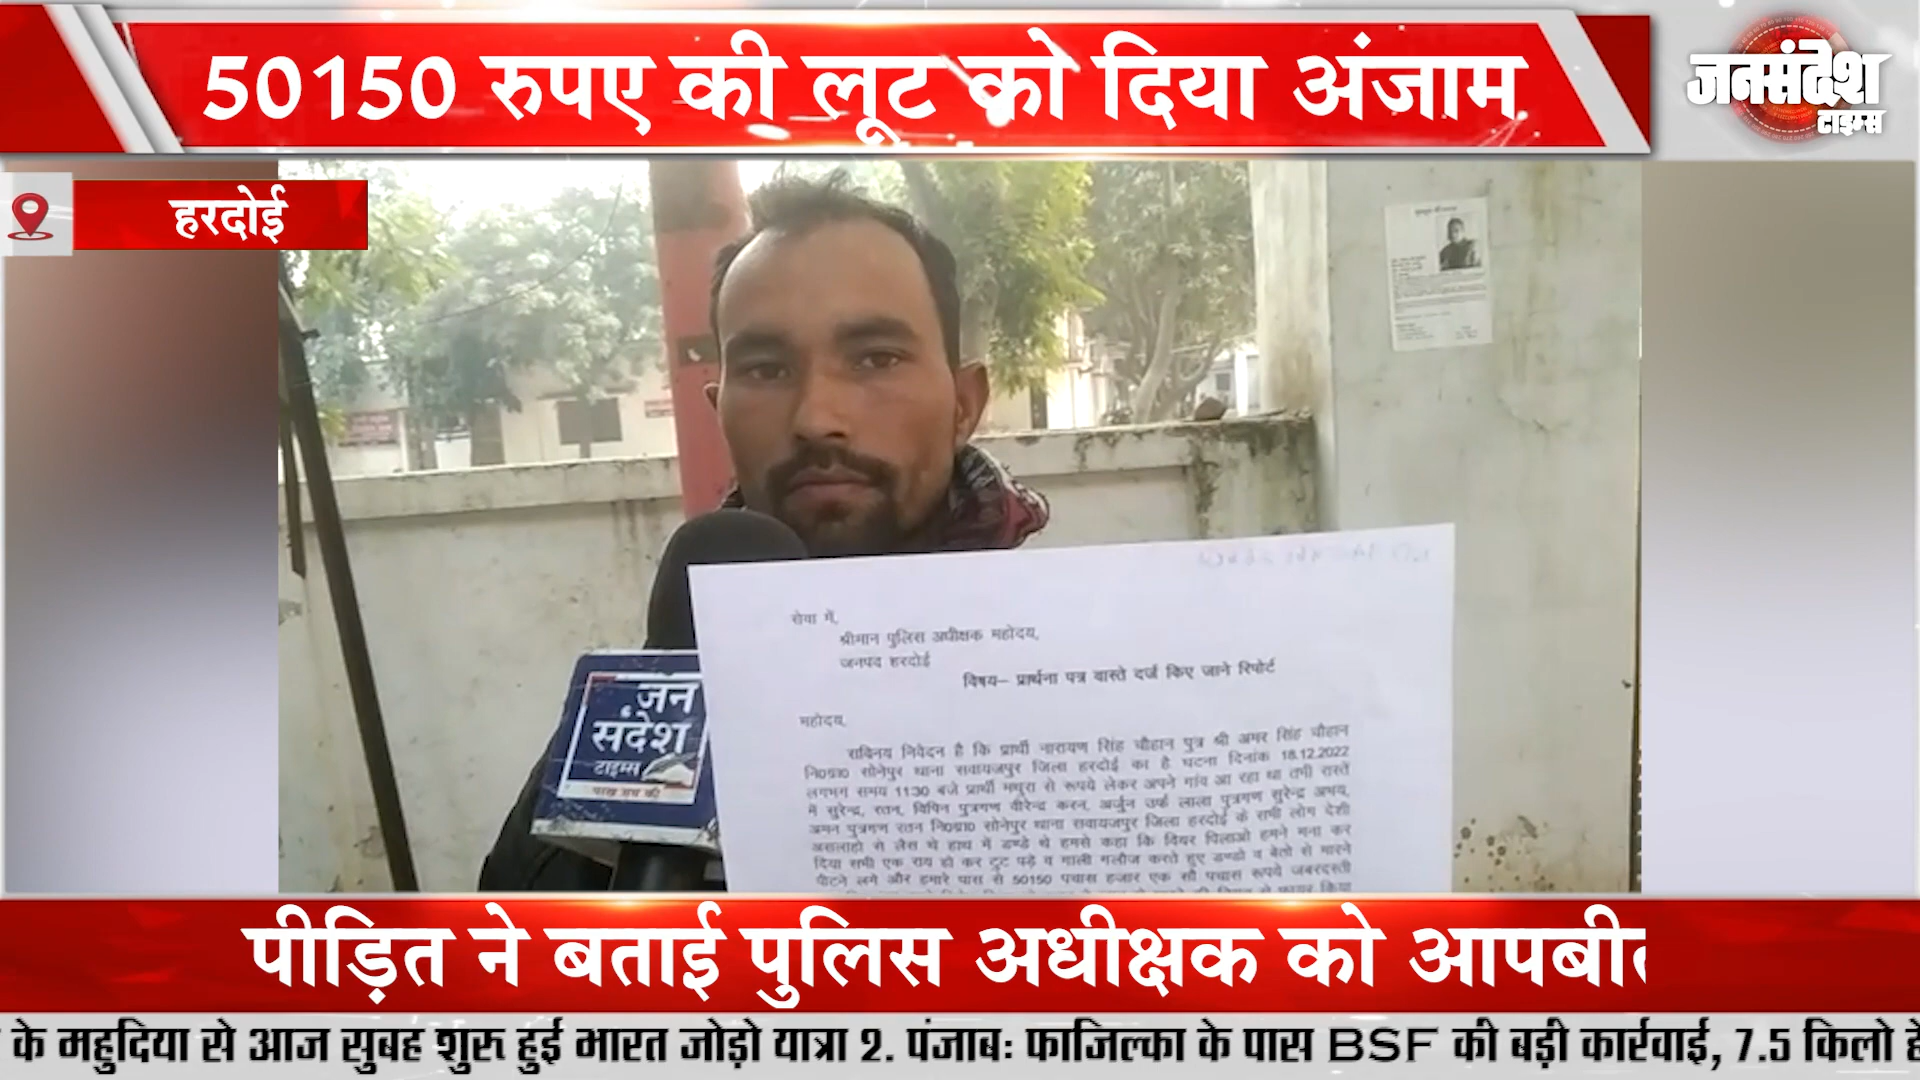 50150 रुपए की लूट को दिया अंजाम
जनसंदेश
टाइम्स
हरदोई
सेवा में,
श्रीमान पुलिस अधीक्षक महोदय,
जनपद हरदोई
विषय– प्रार्थना पत्र वास्ते दर्ज किए जाने रिपोर्ट
महोदय,
सविनय निवेदन है कि प्रार्थी नारायण सिंह चौहान पुत्र श्री अमर सिंह चौहान
नि0ग्रा0 सोनेपुर थाना सवायजपुर जिला हरदोई का है घटना दिनांक 18.12.2022
लगभग समय 11:30 बजे प्रार्थी मथुरा से रूपये लेकर अपने गांव आ रहा था तभी रास्ते
में सुरेन्द्र, रतन, विपिन पुत्रगण वीरेन्द्र करन, अर्जुन उर्फ लाला पुत्रगण सुरेन्द्र अभय,
अमन पुत्रगण रतन नि0ग्रा0 सोनेपुर थाना सवायजपुर जिला हरदोई के सभी लोग देशी
असलाहो से लैस थे हाथ में डण्डे थे हमसे कहा कि वियर पिलाओ हमने मना कर
दिया सभी एक राय हो कर टूट पड़े व गाली गलौज करते हुए डण्डो व बेतो से मारने
पीटने लगे और हमारे पास से 50150 पचास हजार एक सौ पचास रूपये जबरदस्ती
जन
संदेश
टाइम्स
परख सच की
पीड़ित ने बताई पुलिस अधीक्षक को आपबीत
के महुदिया से आज सुबह शुरू हुई भारत जोड़ो यात्रा 2. पंजाब: फाजिल्का के पास BSF की बड़ी कार्रवाई, 7.5 किलो हे